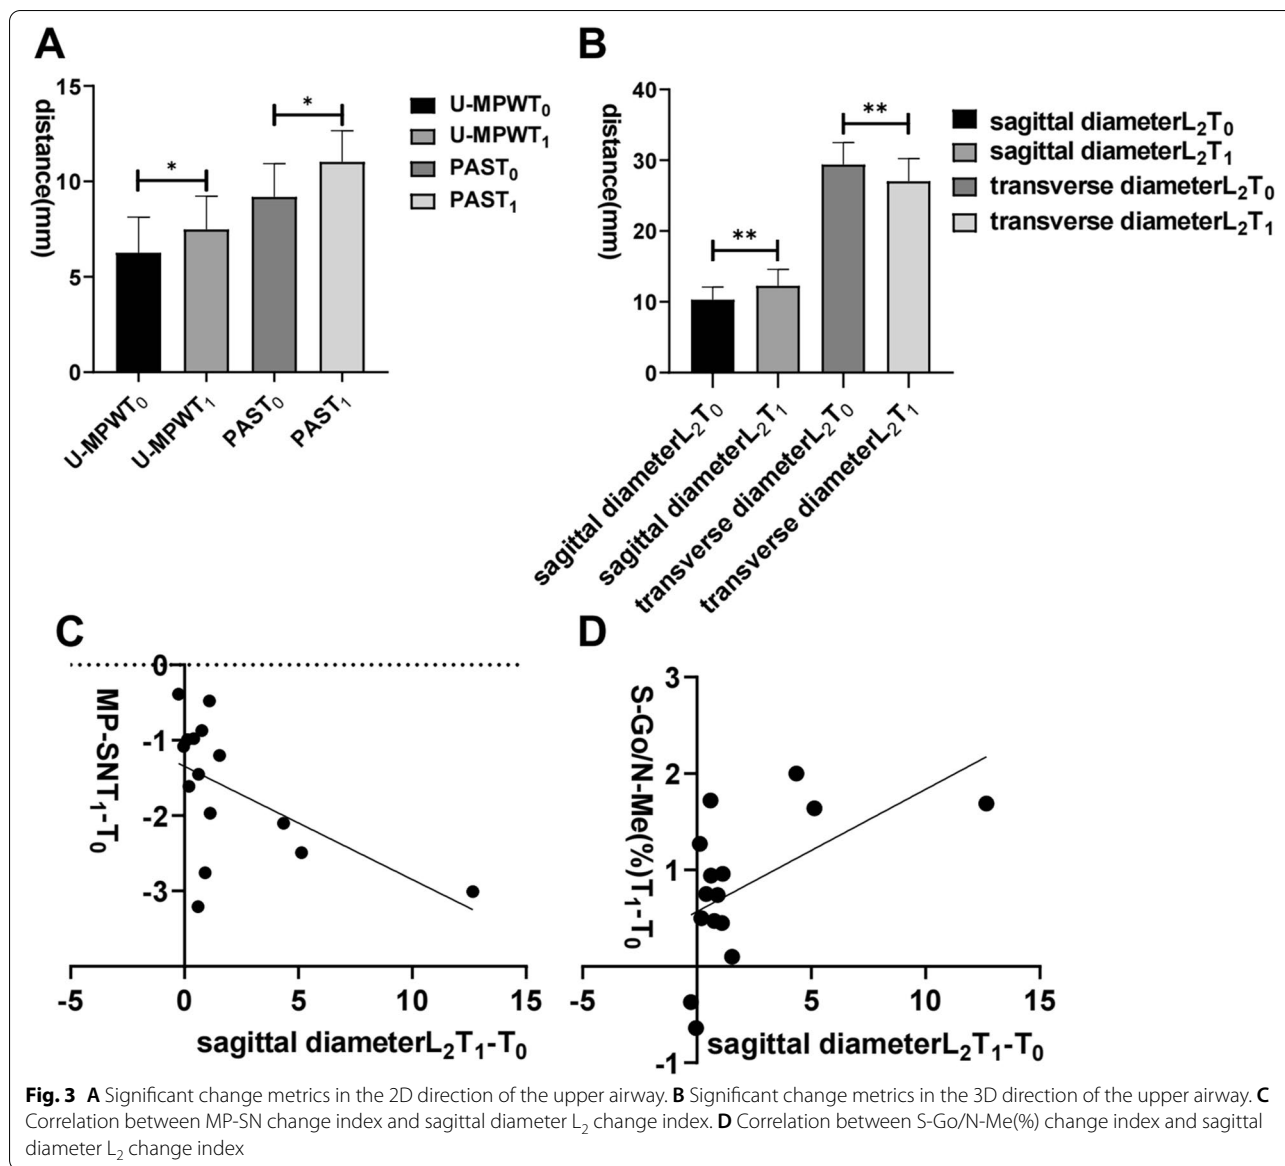 A
distance(mm)
15
10
5
0
*
*
U-MPWT₀
U-MPWT₁
PAST₀
PAST₁
U-MPWT₀
U-MPWT₁
PAST₀
PAST₁
B
distance(mm)
40
30
20
10
0
**
**
sagittal diameterL₂T₀
sagittal diameterL₂T₁
transverse diameterL₂T₀
transverse diameterL₂T₁
sagittal diameterL₂T₀
sagittal diameterL₂T₁
transverse diameterL₂T₀
transverse diameterL₂T₁
C
MP-SNT₁-T₀
0
-1
-2
-3
-5
0
5
10
15
sagittal diameterL₂T₁-T₀
D
S-Go/N-Me(%)T₁-T₀
3
2
1
-1
-5
0
5
10
15
sagittal diameterL₂T₁-T₀
Fig. 3 A Significant change metrics in the 2D direction of the upper airway. B Significant change metrics in the 3D direction of the upper airway. C
Correlation between MP-SN change index and sagittal diameter L₂ change index. D Correlation between S-Go/N-Me(%) change index and sagittal
diameter L₂ change index